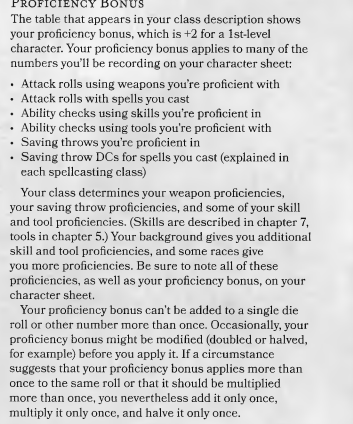 PROFICIENCY BONUS
The table that appears in your class description shows
your proficiency bonus, which is +2 for a 1st-level
character. Your proficiency bonus applies to many of the
numbers you'll be recording on your character sheet:
• Attack rolls using weapons you're proficient with
• Attack rolls with spells you cast
• Ability checks using skills you're proficient in
• Ability checks using tools you're proficient with
• Saving throws you're proficient in
• Saving throw DCs for spells you cast (explained in
each spellcasting class)
Your class determines your weapon proficiencies,
your saving throw proficiencies, and some of your skill
and tool proficiencies. (Skills are described in chapter 7,
tools in chapter 5.) Your background gives you additional
skill and tool proficiencies, and some races give
you more proficiencies. Be sure to note all of these
proficiencies, as well as your proficiency bonus, on your
character sheet.
Your proficiency bonus can't be added to a single die
roll or other number more than once. Occasionally, your
proficiency bonus might be modified (doubled or halved,
for example) before you apply it. If a circumstance
suggests that your proficiency bonus applies more than
once to the same roll or that it should be multiplied
more than once, you nevertheless add it only once,
multiply it only once, and halve it only once.